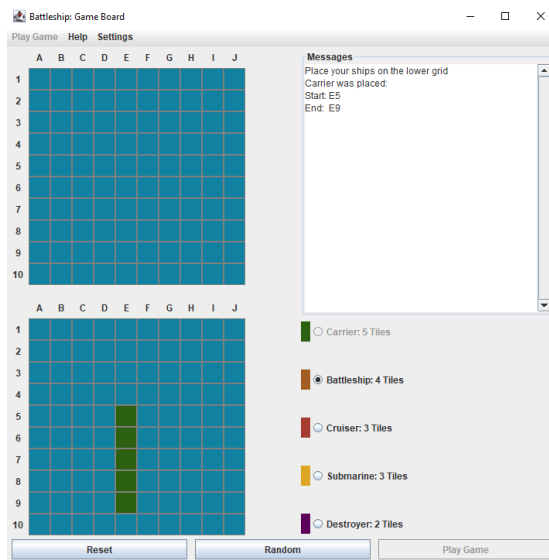 Battleship: Game Board
Play Game Help Settings
A B C D E F G H I J
1
2
3
4
5
6
7
8
9
10
Messages
Place your ships on the lower grid
Carrier was placed:
Start: E5
End: E9
A B C D E F G H I J
1
2
3
4
5
6
7
8
9
10
Carrier: 5 Tiles
Battleship: 4 Tiles
Cruiser: 3 Tiles
Submarine: 3 Tiles
Destroyer: 2 Tiles
Reset Random Play Game